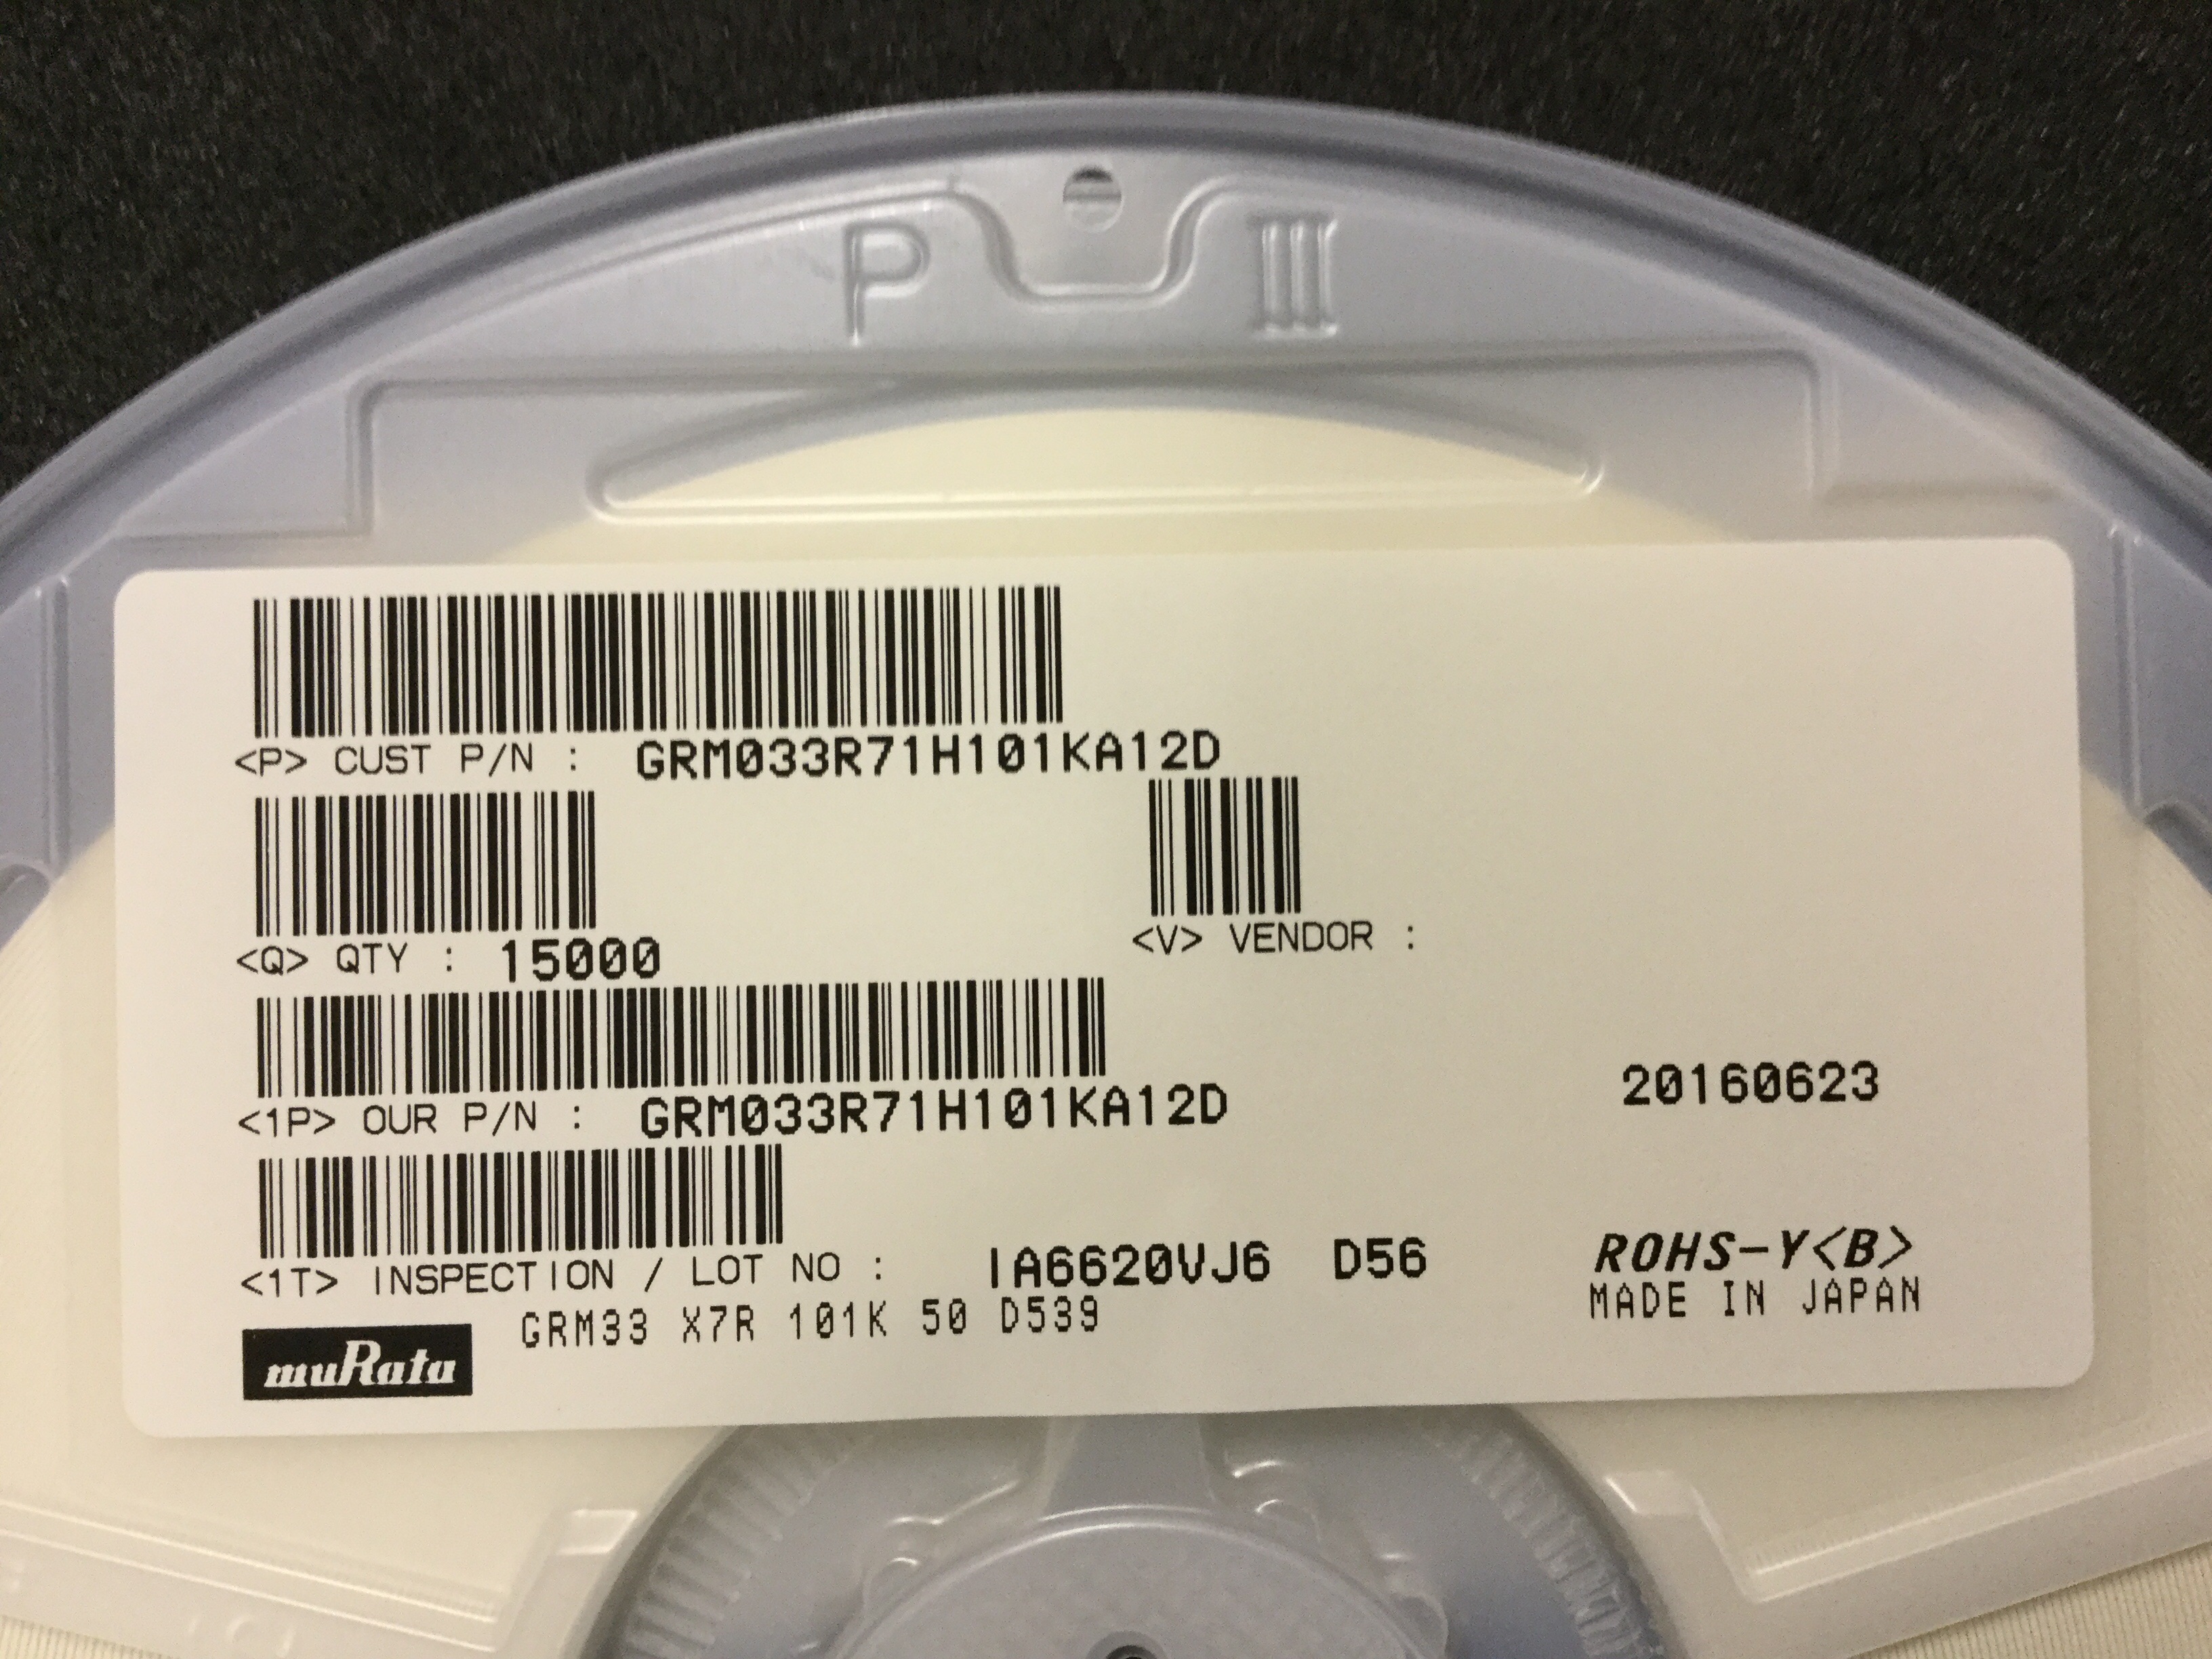 P III
<P> CUST P/N : GRM033R71H101KA12D
<Q> QTY : 15000
<V> VENDOR :
<1P> OUR P/N : GRM033R71H101KA12D
20160623
<1T> INSPECTION / LOT NO : IA6620VJ6 D56
ROHS-Y<B>
GRM33 X7R 101K 50 D539
MADE IN JAPAN
muRata